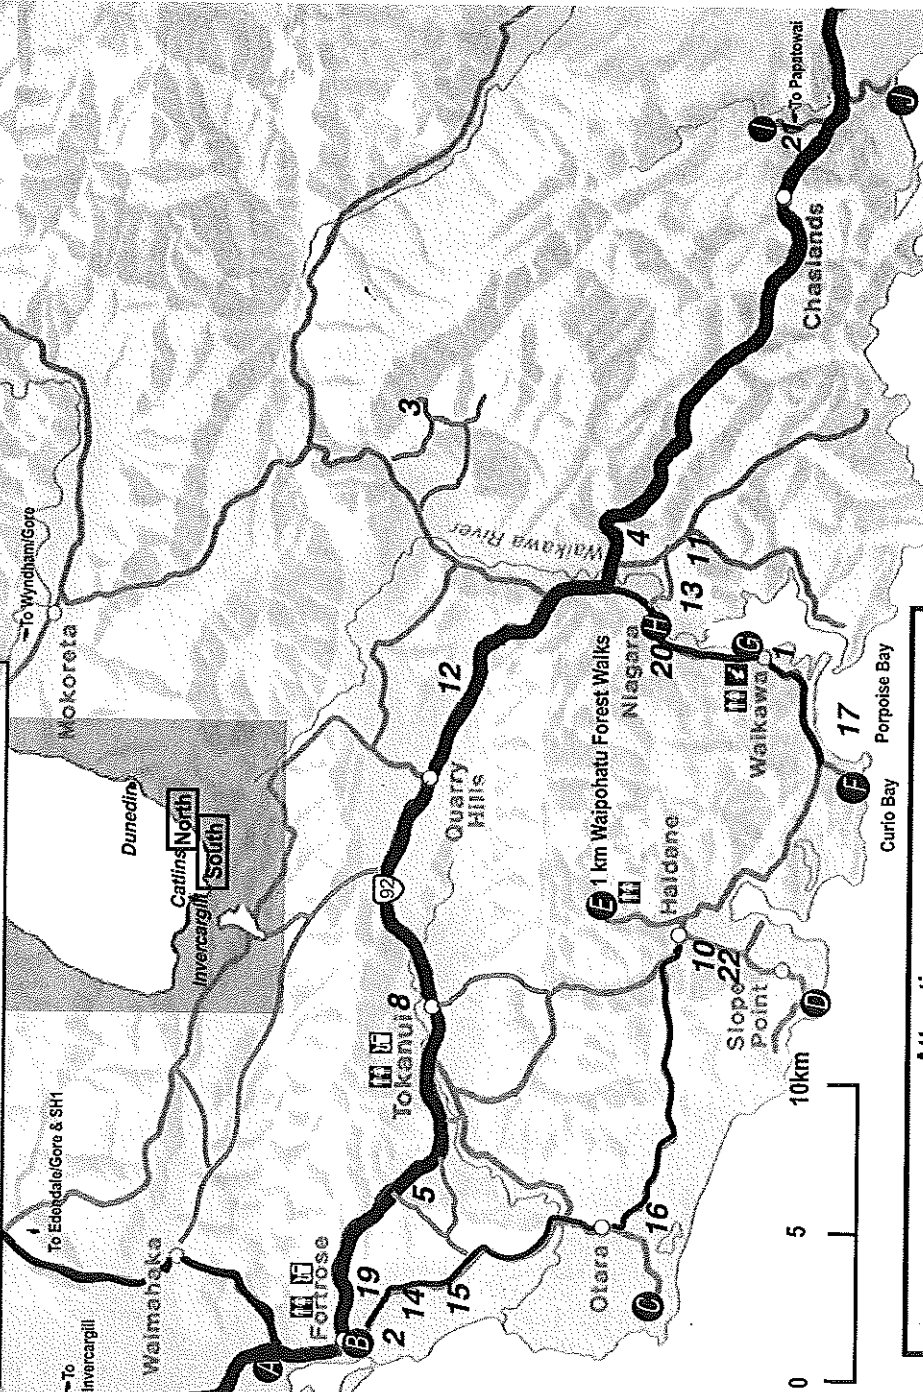 To Invercargill
To Edendale/Gore & SH1
Waimahaka
A
Fortrose
B
2
19
14
15
5
Otara
C
16
0
5
10km
Dunedin
Catlins
North
South
Invercargill
Mokoreta
To Wyndham/Gore
92
Tokanui
8
Quarry
Hills
12
E
1 km Waipohatu Forest Walks
Haldane
10
22
Slope
Point
D
3
Waikawa River
4
11
13
Niagara
H
20
G
Waikawa
1
17
F
Porpoise Bay
Curio Bay
Chaslands
I
21
To Papatowai
J